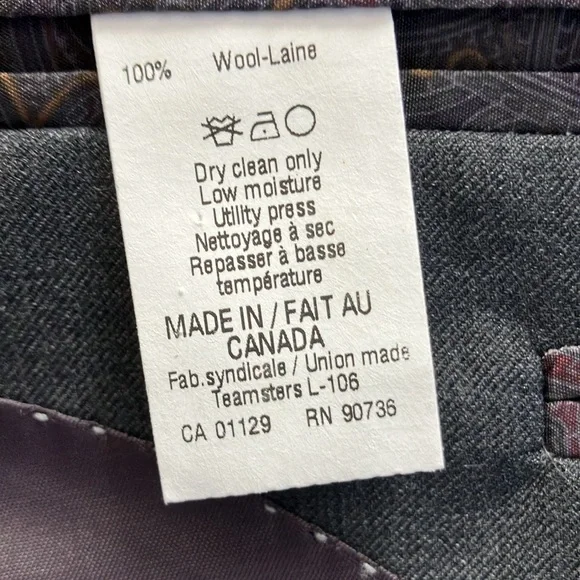 100% Wool-Laine
Dry clean only
Low moisture
Utility press
Nettoyage à sec
Repasser à basse
température
MADE IN / FAIT AU
CANADA
Fab.syndicale / Union made
Teamsters L-106
CA 01129 RN 90736